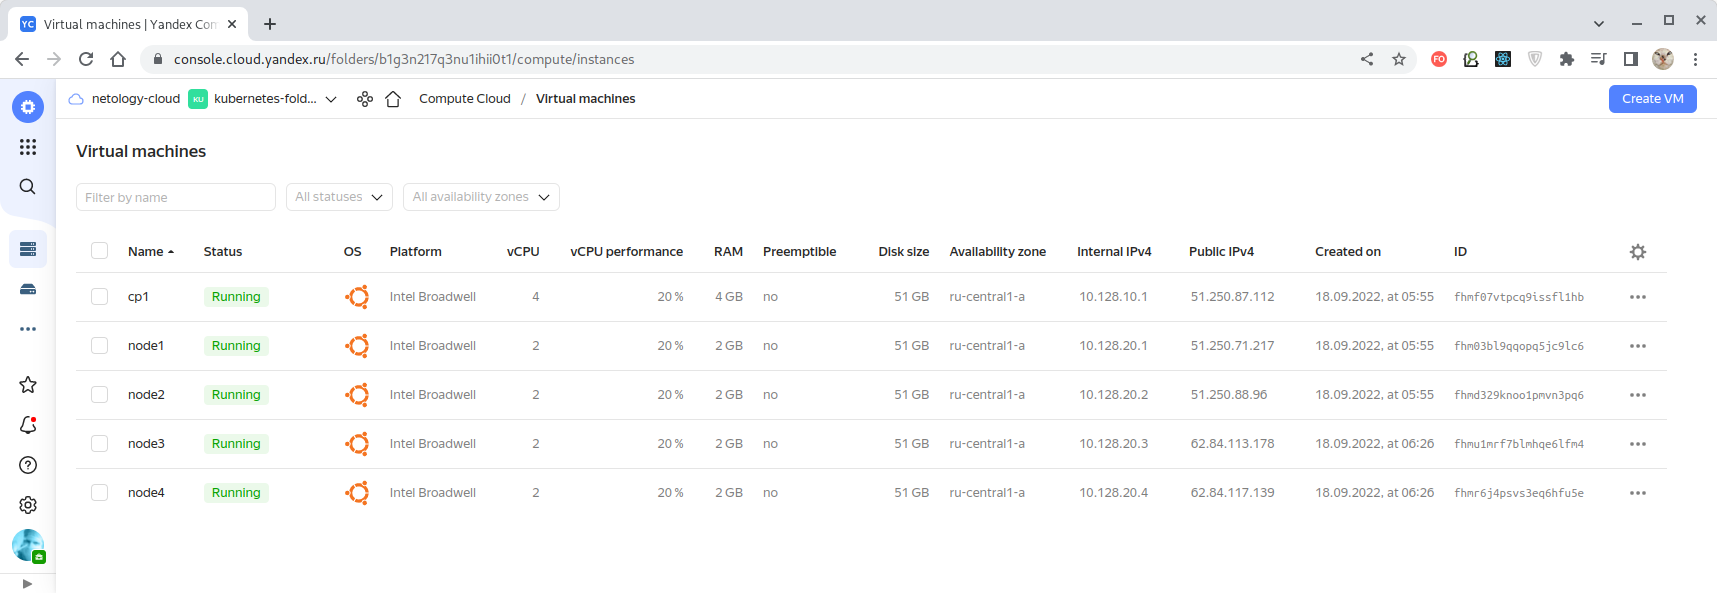 YC Virtual machines | Yandex Com
console.cloud.yandex.ru/folders/b1g3n217q3nu1ihii0t1/compute/instances
FO
netology-cloud KU kubernetes-fold... Compute Cloud / Virtual machines Create VM
Virtual machines
Filter by name All statuses All availability zones
Name Status OS Platform vCPU vCPU performance RAM Preemptible Disk size Availability zone Internal IPv4 Public IPv4 Created on ID
cp1 Running Intel Broadwell 4 20 % 4 GB no 51 GB ru-central1-a 10.128.10.1 51.250.87.112 18.09.2022, at 05:55 fhmf07vtpcq9issfl1hb
node1 Running Intel Broadwell 2 20 % 2 GB no 51 GB ru-central1-a 10.128.20.1 51.250.71.217 18.09.2022, at 05:55 fhm03bl9qqopq5jc9lc6
node2 Running Intel Broadwell 2 20 % 2 GB no 51 GB ru-central1-a 10.128.20.2 51.250.88.96 18.09.2022, at 05:55 fhmd329knoo1pmvn3pq6
node3 Running Intel Broadwell 2 20 % 2 GB no 51 GB ru-central1-a 10.128.20.3 62.84.113.178 18.09.2022, at 06:26 fhmu1mrf7blmhqe6lfm4
node4 Running Intel Broadwell 2 20 % 2 GB no 51 GB ru-central1-a 10.128.20.4 62.84.117.139 18.09.2022, at 06:26 fhmr6j4psvs3eq6hfu5e